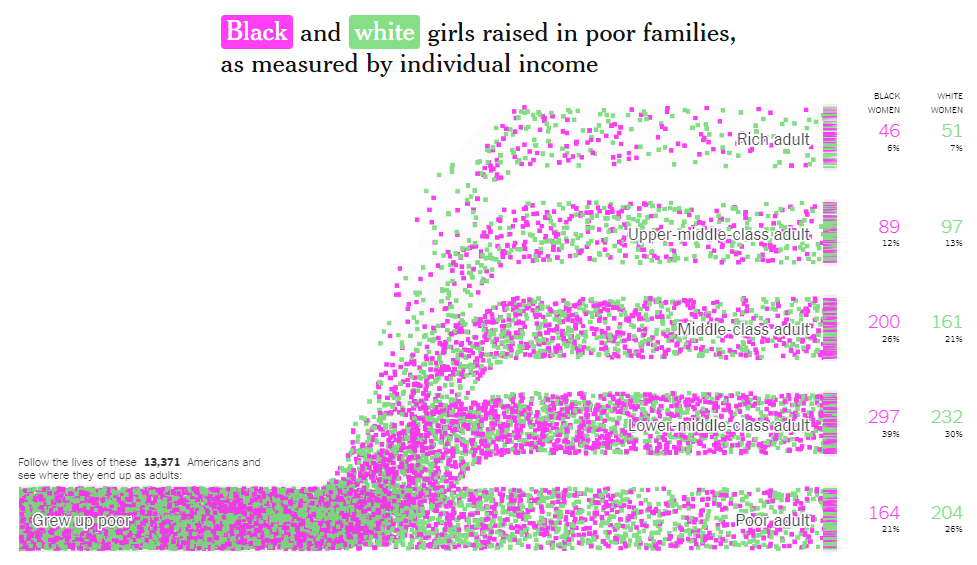 Black and white girls raised in poor families,
as measured by individual income
BLACK WOMEN
WHITE WOMEN
Rich adult
46
6%
51
7%
Upper-middle-class adult
89
12%
97
13%
Middle-class adult
200
26%
161
21%
Lower-middle-class adult
297
39%
232
30%
Follow the lives of these 13,371 Americans and
see where they end up as adults:
Grew up poor
Poor adult
164
21%
204
26%